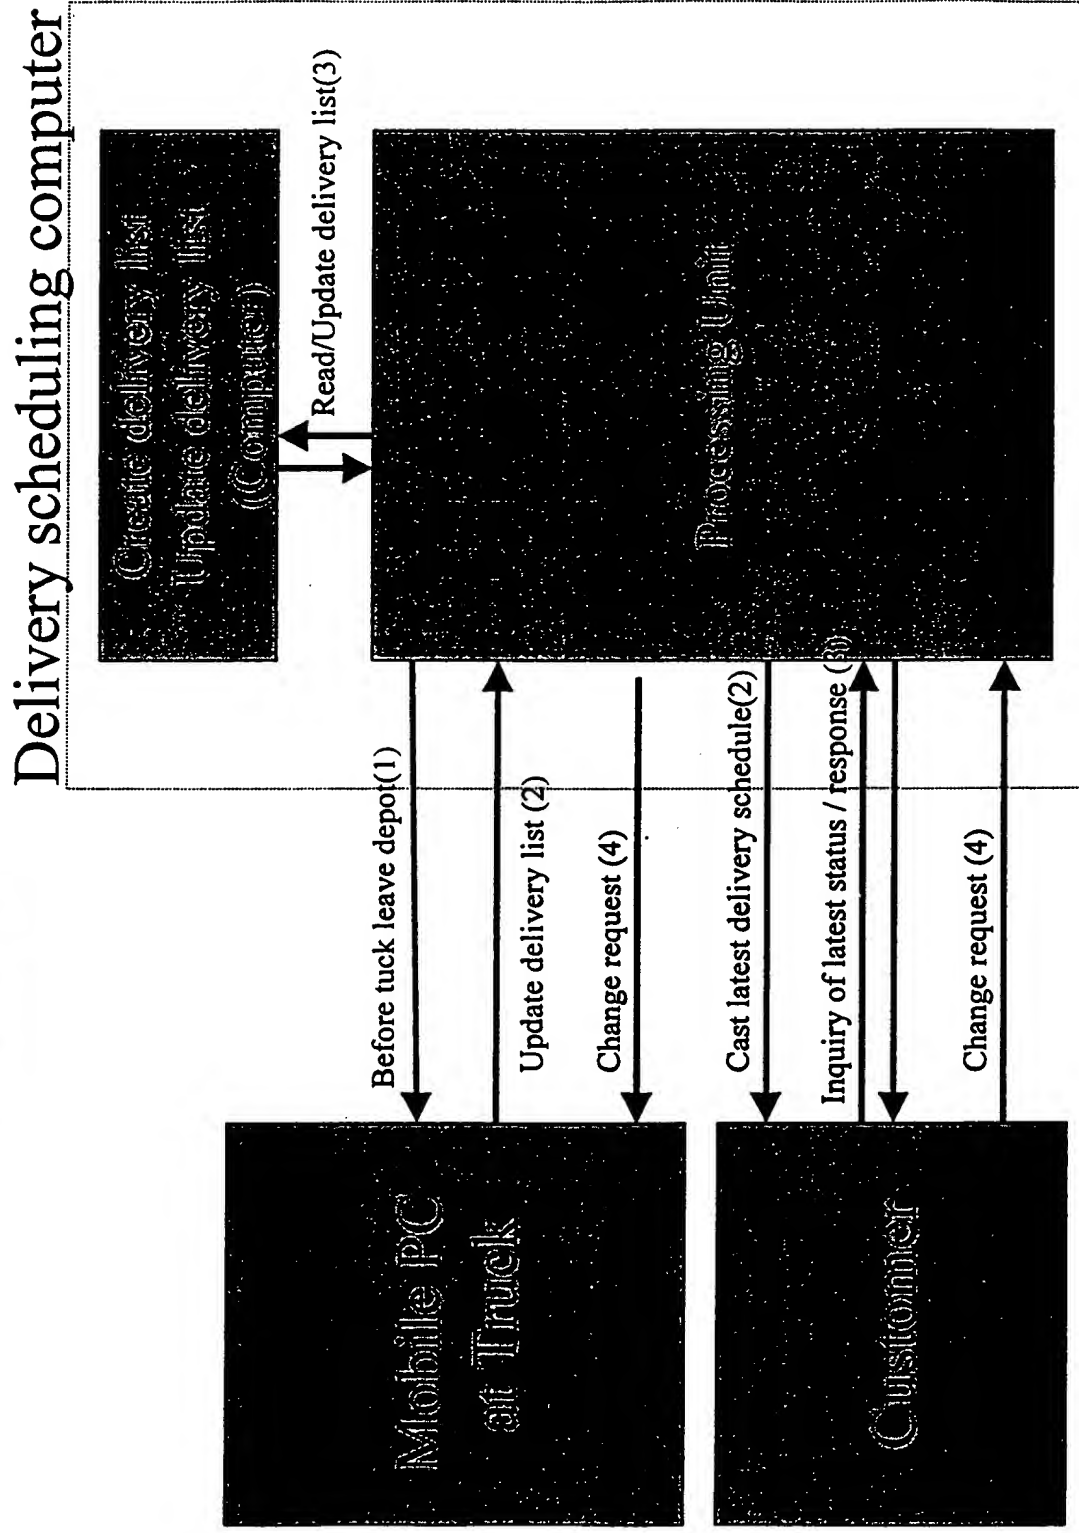 Delivery scheduling computer
Create delivery list
Update delivery list
(Computer)
Read/Update delivery list(3)
Processing Unit
Before tuck leave depot(1)
Update delivery list (2)
Change request (4)
Cast latest delivery schedule(2)
Inquiry of latest status / response (3)
Change request (4)
Mobile PC
at Truck
Customer